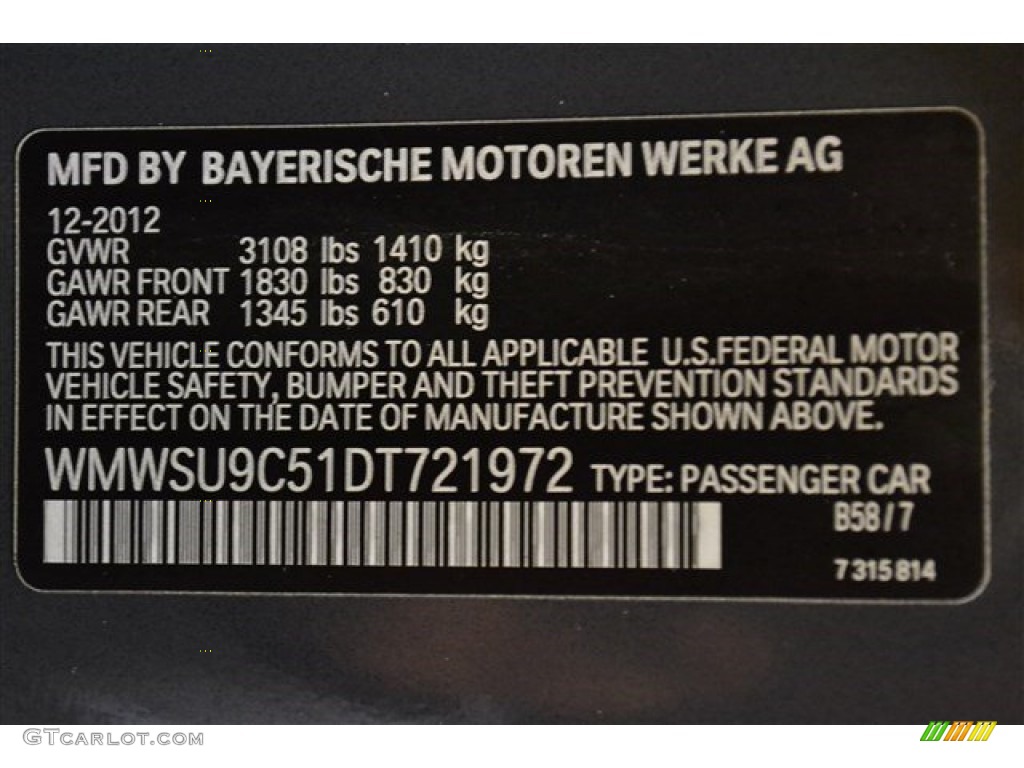 MFD BY BAYERISCHE MOTOREN WERKE AG
12-2012
GVWR 3108 lbs 1410 kg
GAWR FRONT 1830 lbs 830 kg
GAWR REAR 1345 lbs 610 kg
THIS VEHICLE CONFORMS TO ALL APPLICABLE U.S.FEDERAL MOTOR
VEHICLE SAFETY, BUMPER AND THEFT PREVENTION STANDARDS
IN EFFECT ON THE DATE OF MANUFACTURE SHOWN ABOVE.
WMWSU9C51DT721972 TYPE: PASSENGER CAR
B58/7
7 315 814
GTCARLOT.COM